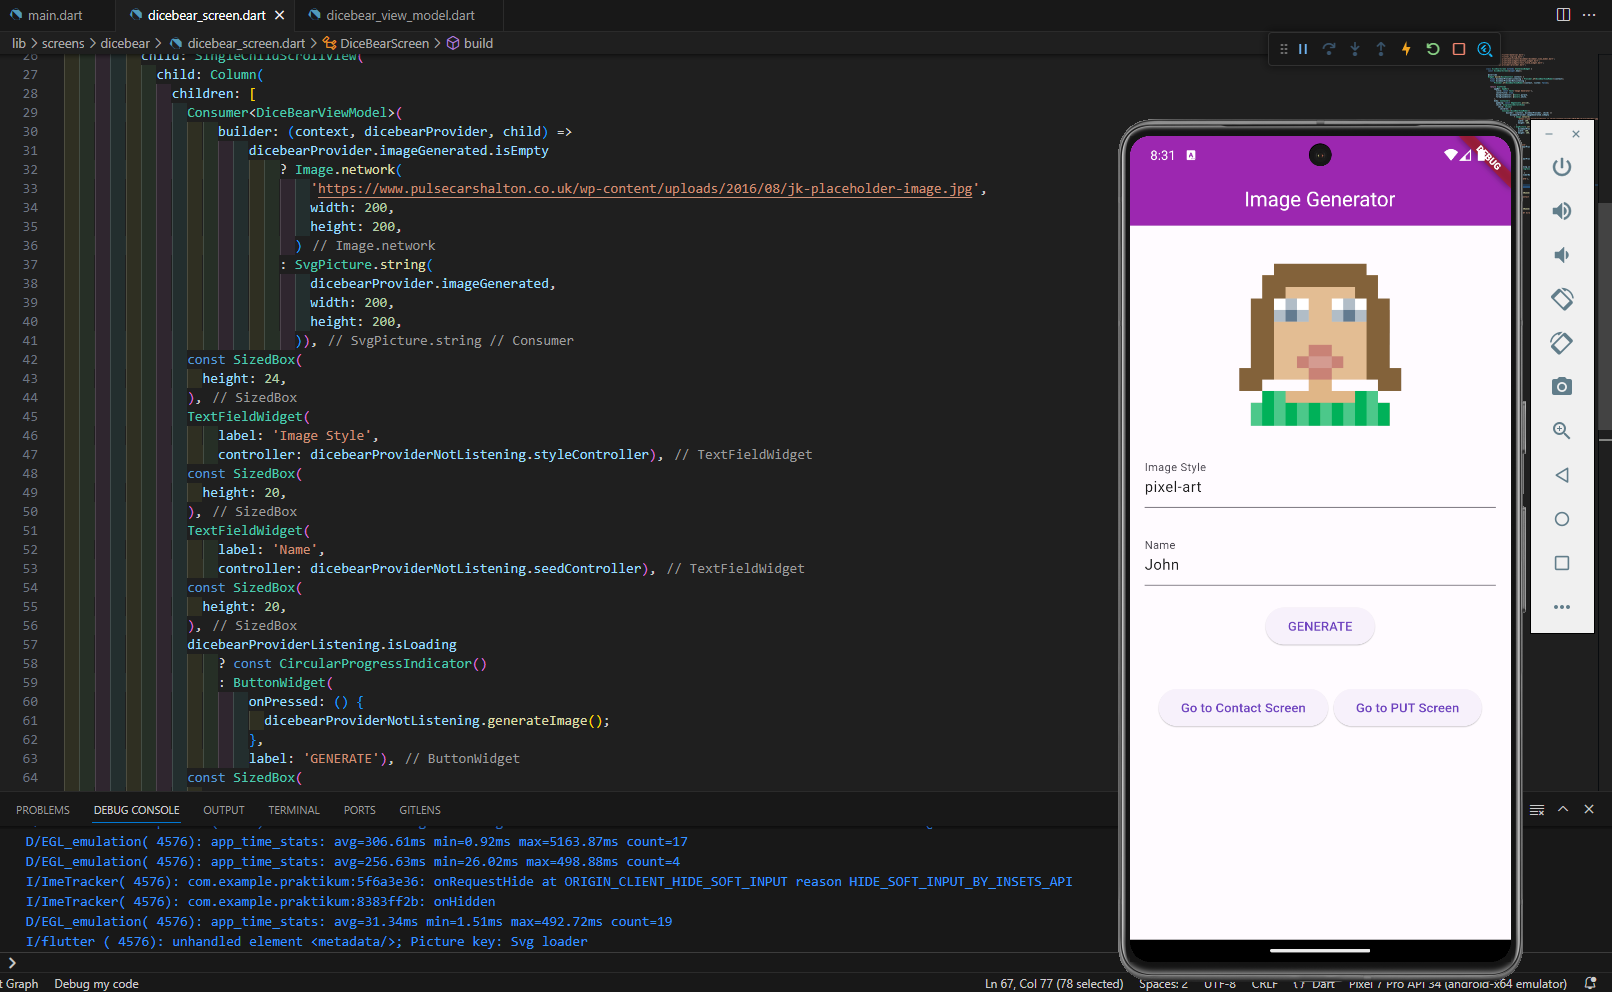 main.dart
dicebear_screen.dart
dicebear_view_model.dart
lib > screens > dicebear > dicebear_screen.dart > DiceBearScreen > build
26 child: SingleChildScrollView(
27 child: Column(
28 children: [
29 Consumer<DiceBearViewModel>(
30 builder: (context, dicebearProvider, child) =>
31 dicebearProvider.imageGenerated.isEmpty
32 ? Image.network(
33 'https://www.pulsecarshalton.co.uk/wp-content/uploads/2016/08/jk-placeholder-image.jpg',
34 width: 200,
35 height: 200,
36 ) // Image.network
37 : SvgPicture.string(
38 dicebearProvider.imageGenerated,
39 width: 200,
40 height: 200,
41 )), // SvgPicture.string // Consumer
42 const SizedBox(
43 height: 24,
44 ), // SizedBox
45 TextFieldWidget(
46 label: 'Image Style',
47 controller: dicebearProviderNotListening.styleController), // TextFieldWidget
48 const SizedBox(
49 height: 20,
50 ), // SizedBox
51 TextFieldWidget(
52 label: 'Name',
53 controller: dicebearProviderNotListening.seedController), // TextFieldWidget
54 const SizedBox(
55 height: 20,
56 ), // SizedBox
57 dicebearProviderListening.isLoading
58 ? const CircularProgressIndicator()
59 : ButtonWidget(
60 onPressed: () {
61 dicebearProviderNotListening.generateImage();
62 },
63 label: 'GENERATE'), // ButtonWidget
64 const SizedBox(
8:31
DEBUG
Image Generator
Image Style
pixel-art
Name
John
GENERATE
Go to Contact Screen
Go to PUT Screen
PROBLEMS
DEBUG CONSOLE
OUTPUT
TERMINAL
PORTS
GITLENS
D/EGL_emulation( 4576): app_time_stats: avg=306.61ms min=0.92ms max=5163.87ms count=17
D/EGL_emulation( 4576): app_time_stats: avg=256.63ms min=26.02ms max=498.88ms count=4
I/ImeTracker( 4576): com.example.praktikum:5f6a3e36: onRequestHide at ORIGIN_CLIENT_HIDE_SOFT_INPUT reason HIDE_SOFT_INPUT_BY_INSETS_API
I/ImeTracker( 4576): com.example.praktikum:8383ff2b: onHidden
D/EGL_emulation( 4576): app_time_stats: avg=31.34ms min=1.51ms max=492.72ms count=19
I/flutter ( 4576): unhandled element <metadata/>; Picture key: Svg loader
t Graph
Debug my code
Ln 67, Col 77 (78 selected)
Spaces: 2
UTF-8
CRLF
{} Dart
Pixel 7 Pro API 34 (android-x64 emulator)